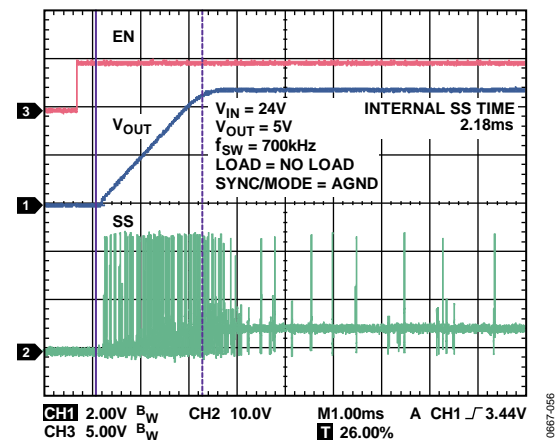 EN
3
VOUT
VIN = 24V
VOUT = 5V
fSW = 700kHz
LOAD = NO LOAD
SYNC/MODE = AGND
INTERNAL SS TIME
2.18ms
1
SS
2
CH1 2.00V BW CH2 10.0V M1.00ms A CH1 3.44V
CH3 5.00V BW T 26.00%
0667-056